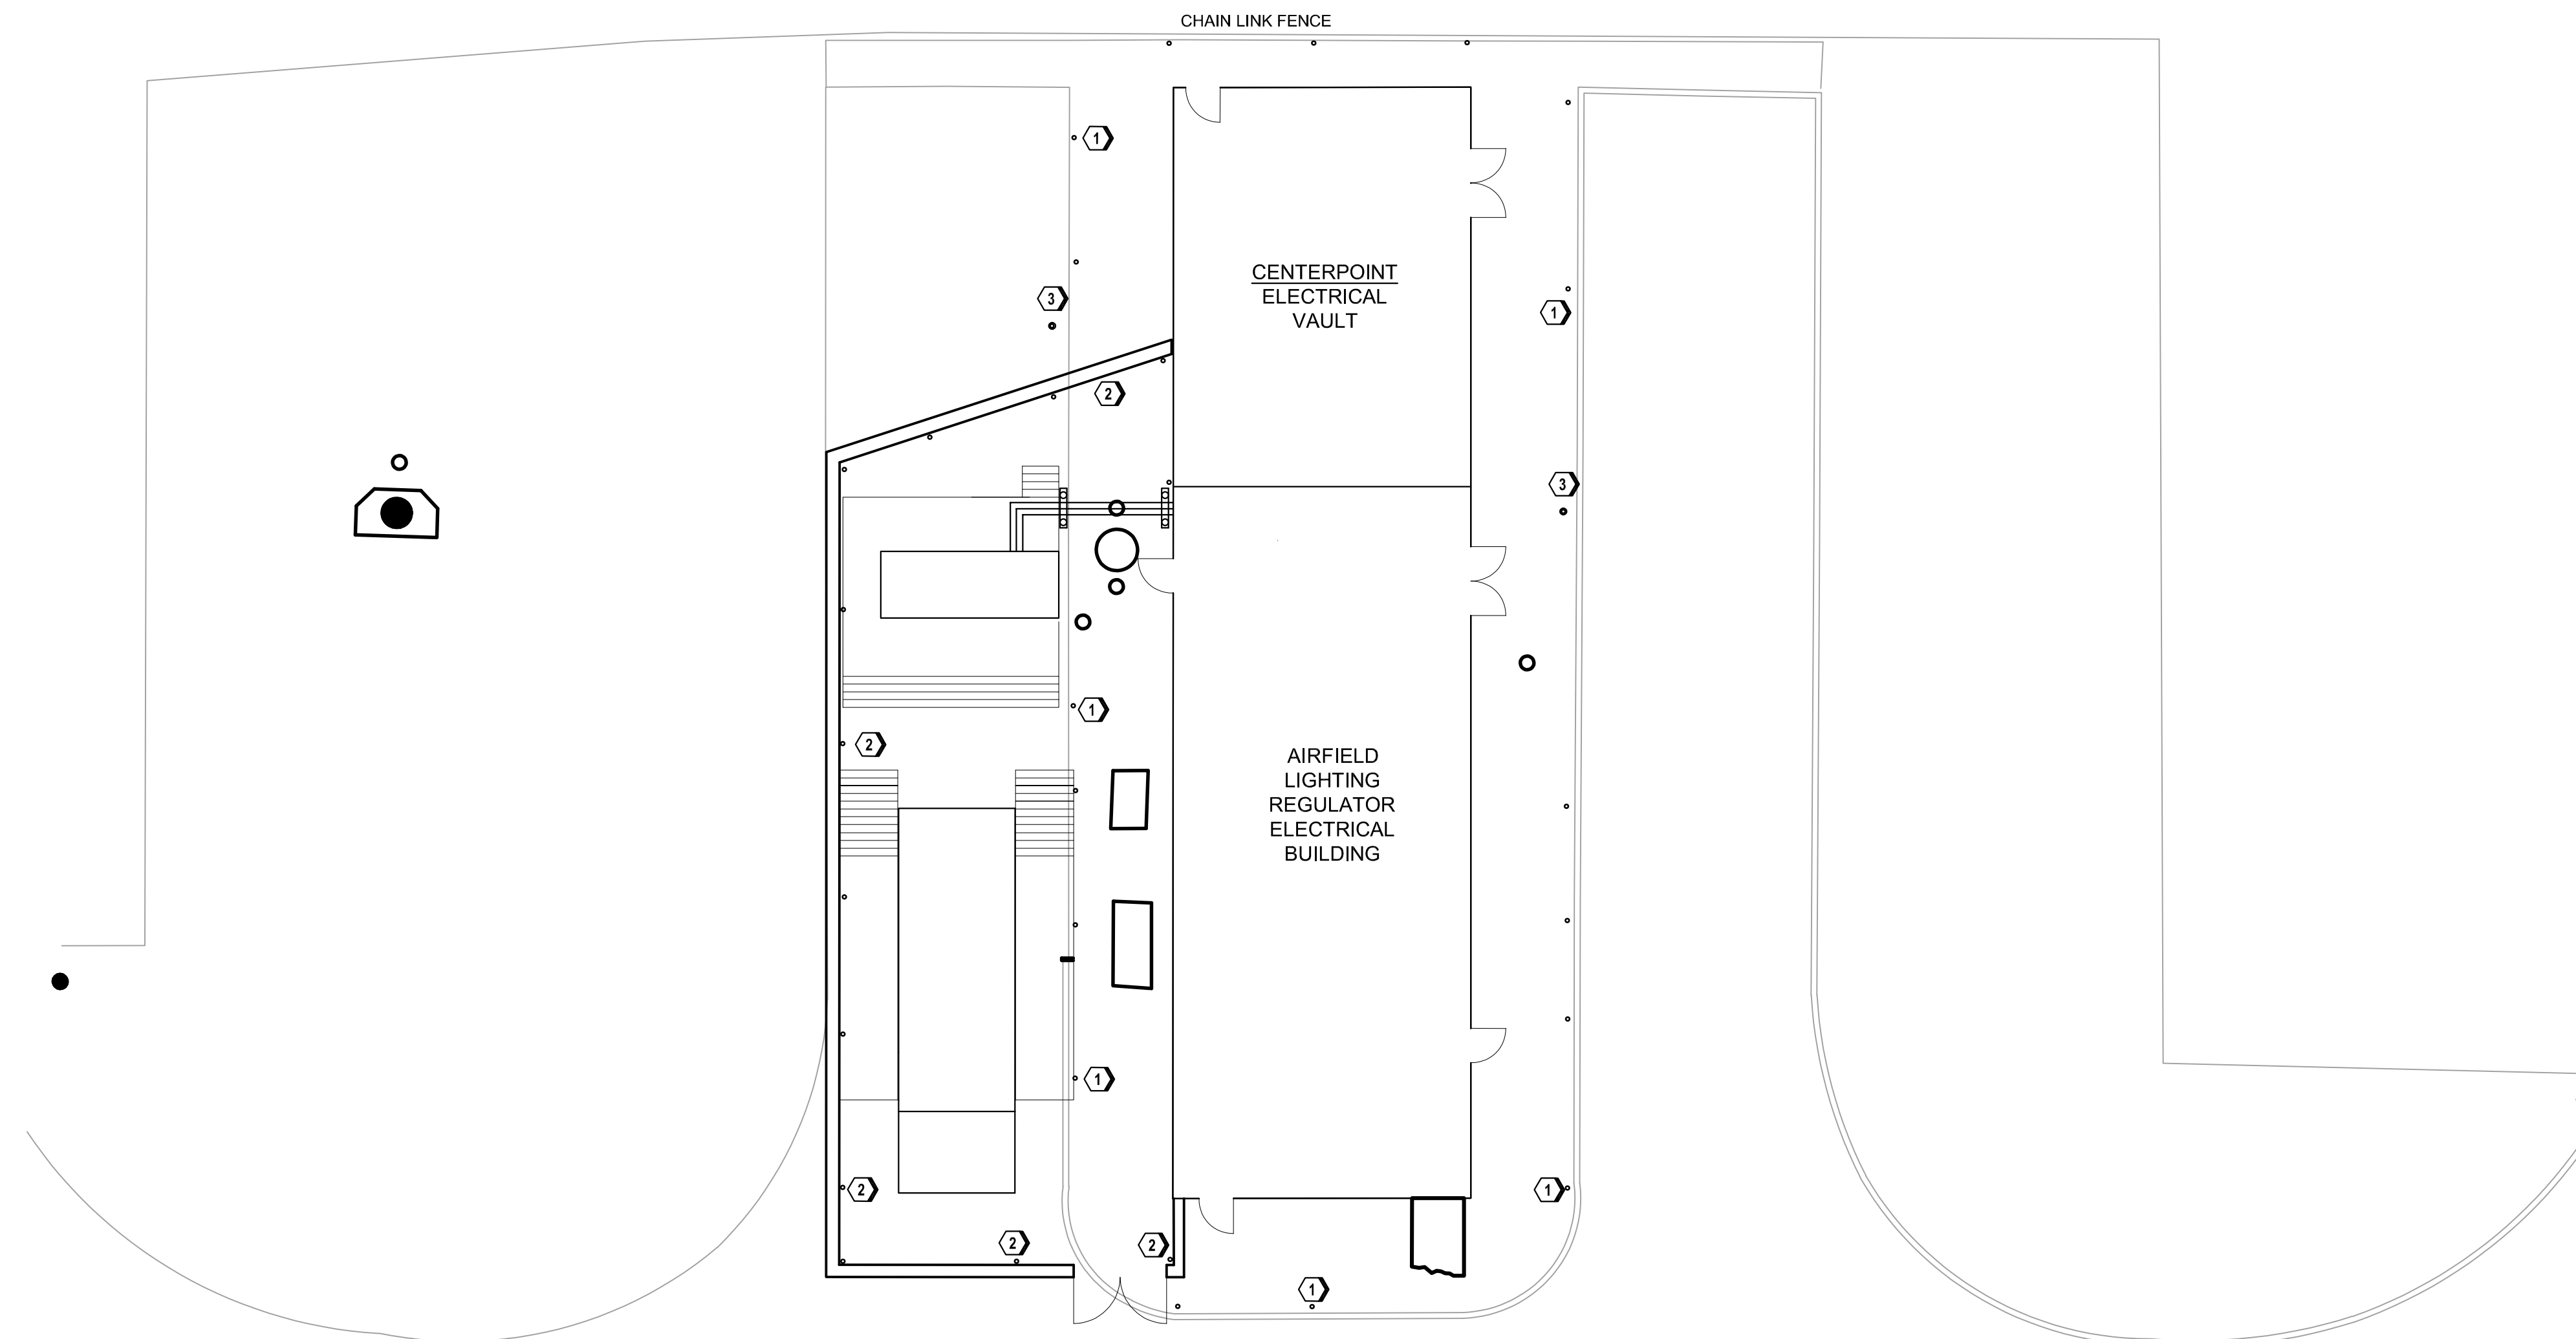 CHAIN LINK FENCE
1
3
1
CENTERPOINT
ELECTRICAL
VAULT
2
3
1
2
AIRFIELD
LIGHTING
REGULATOR
ELECTRICAL
BUILDING
1
2
1
2
2
1